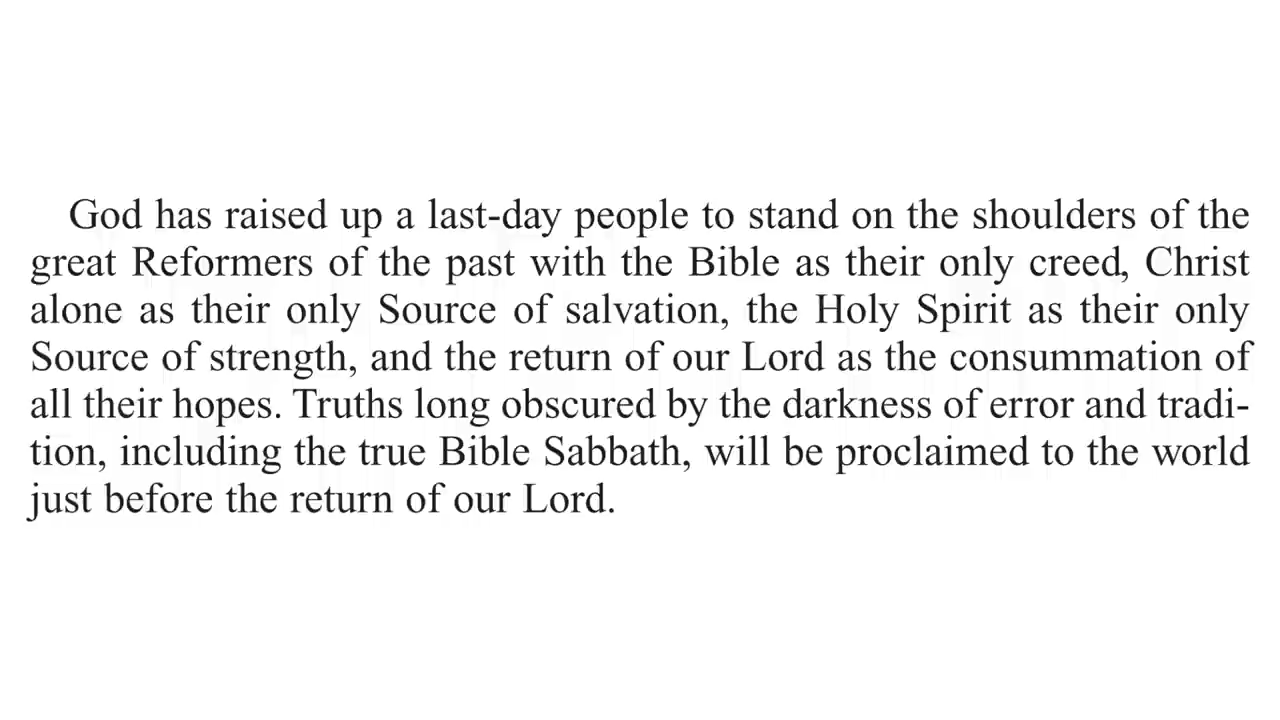 God has raised up a last-day people to stand on the shoulders of the
great Reformers of the past with the Bible as their only creed, Christ
alone as their only Source of salvation, the Holy Spirit as their only
Source of strength, and the return of our Lord as the consummation of
all their hopes. Truths long obscured by the darkness of error and tradi-
tion, including the true Bible Sabbath, will be proclaimed to the world
just before the return of our Lord.